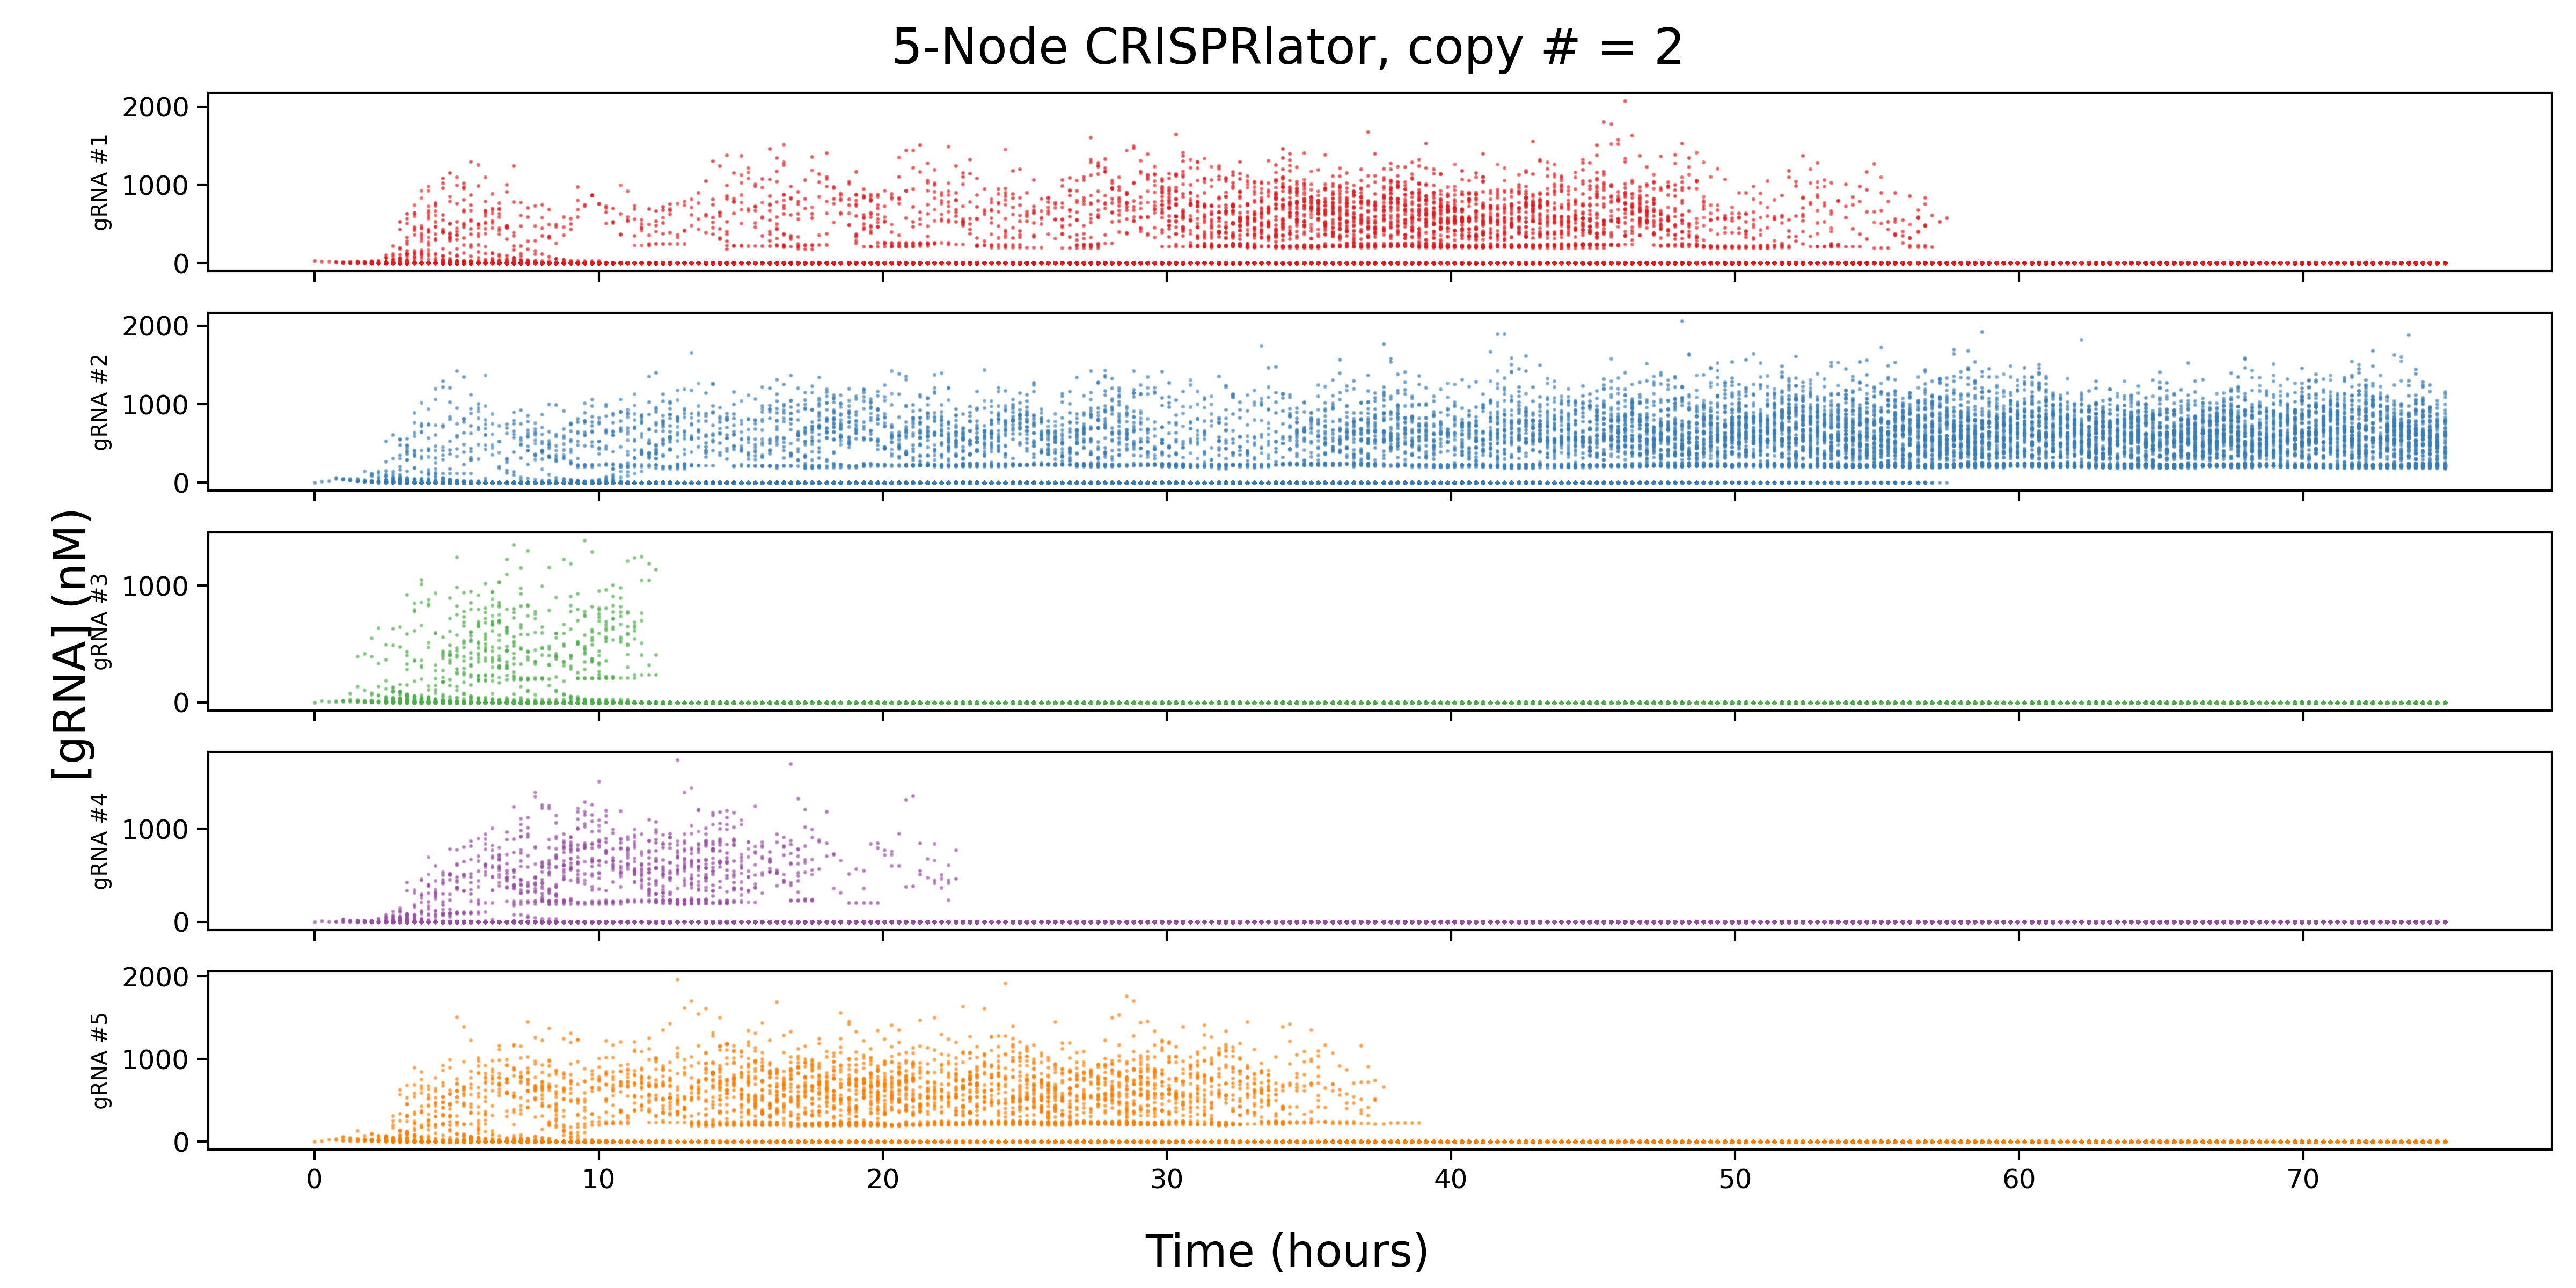 5-Node CRISPRlator, copy # = 2
[gRNA] (nM)
gRNA #1
2000
1000
0
gRNA #2
2000
1000
0
gRNA #3
1000
0
gRNA #4
1000
0
gRNA #5
2000
1000
0
0 10 20 30 40 50 60 70
Time (hours)